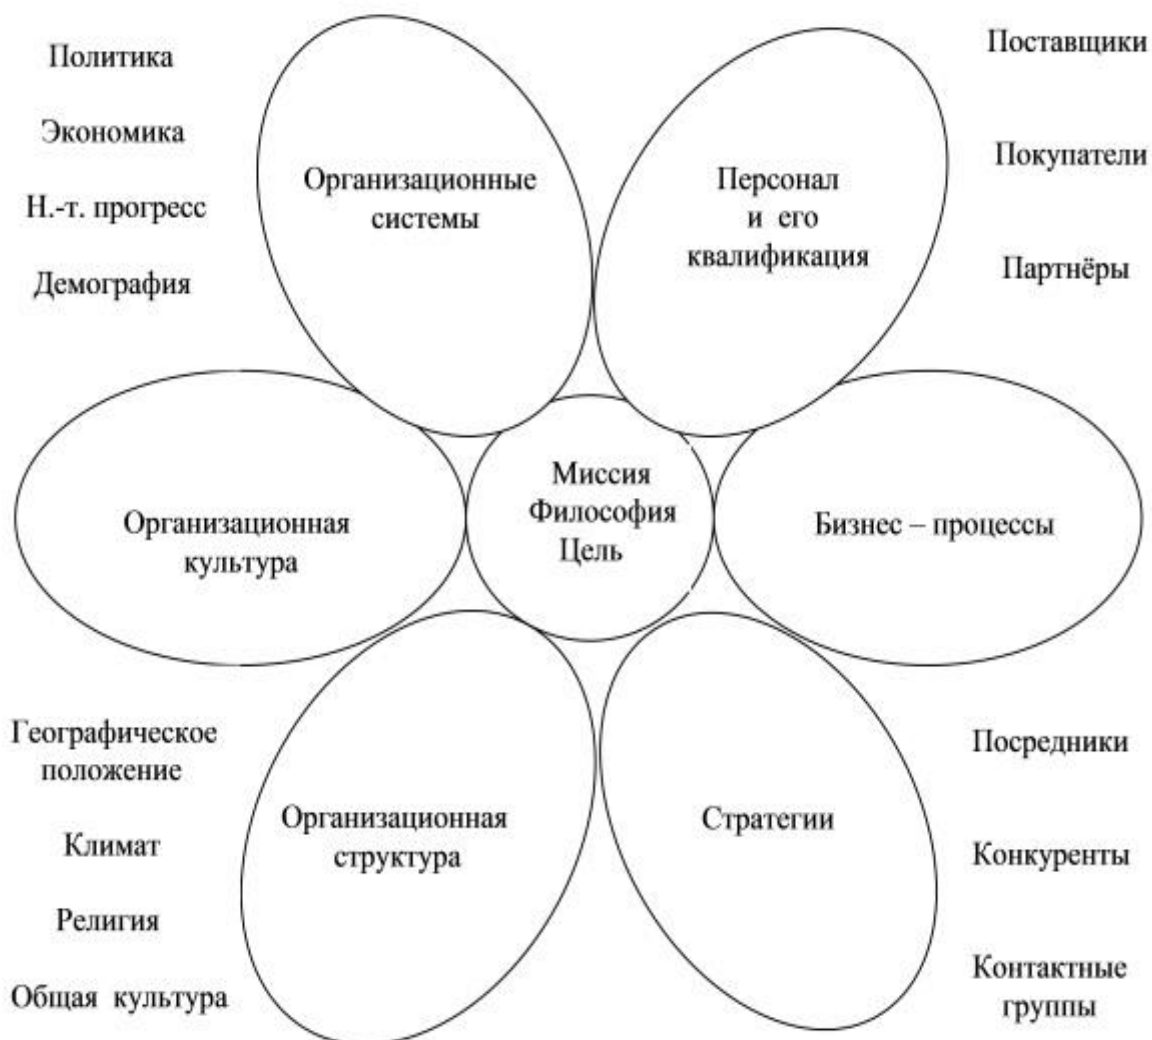 Политика
Экономика
Н.-т. прогресс
Демография
Организационные
системы
Персонал
и его
квалификация
Поставщики
Покупатели
Партнёры
Организационная
культура
Миссия
Философия
Цель
Бизнес – процессы
Географическое
положение
Климат
Религия
Общая культура
Организационная
структура
Стратегии
Посредники
Конкуренты
Контактные
группы